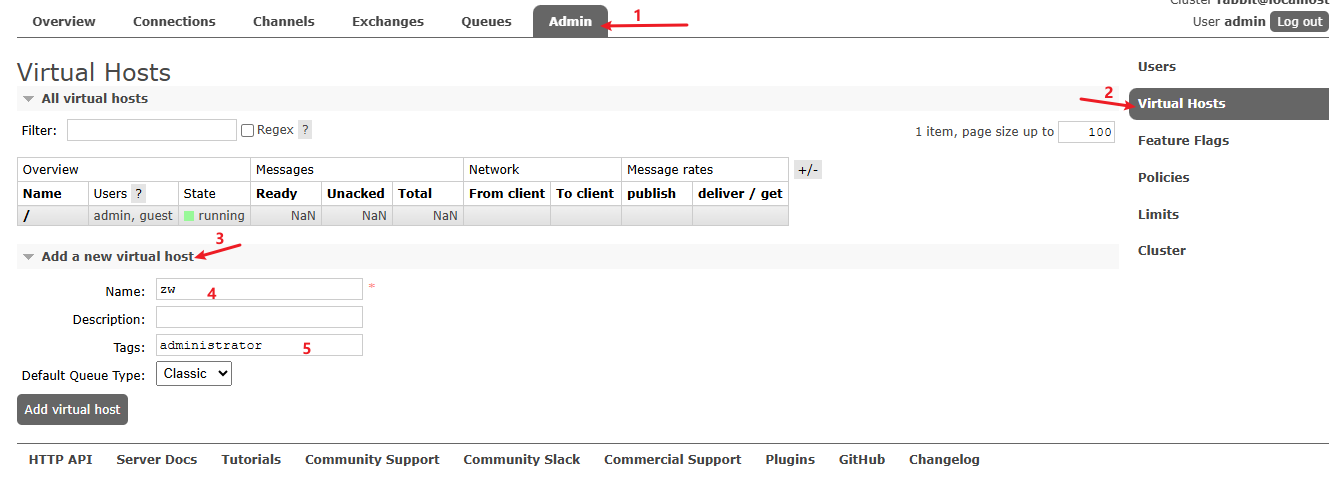 Cluster rabbit@localhost
Overview Connections Channels Exchanges Queues Admin 1 User admin Log out
Virtual Hosts
Users
All virtual hosts
2 Virtual Hosts
Filter: Regex ? 1 item, page size up to 100
Feature Flags
Overview Messages Network Message rates +/-
Policies
Name Users ? State Ready Unacked Total From client To client publish deliver / get
/ admin, guest running NaN NaN NaN
Limits
3
Add a new virtual host
Cluster
Name: zw 4 *
Description:
Tags: administrator 5
Default Queue Type: Classic
Add virtual host
HTTP API Server Docs Tutorials Community Support Community Slack Commercial Support Plugins GitHub Changelog